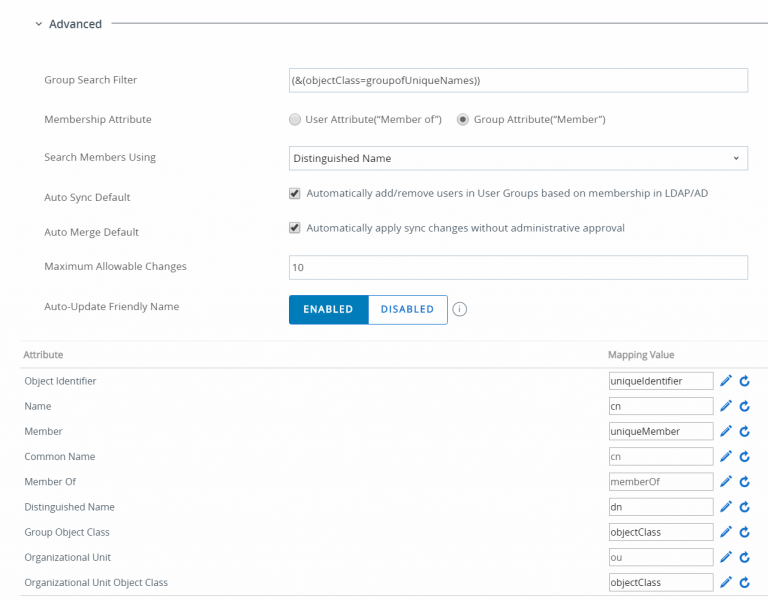 Advanced
Group Search Filter (&(objectClass=groupofUniqueNames))
Membership Attribute User Attribute("Member of") Group Attribute("Member")
Search Members Using Distinguished Name
Auto Sync Default Automatically add/remove users in User Groups based on membership in LDAP/AD
Auto Merge Default Automatically apply sync changes without administrative approval
Maximum Allowable Changes 10
Auto-Update Friendly Name ENABLED DISABLED
Attribute Mapping Value
Object Identifier uniqueIdentifier
Name cn
Member uniqueMember
Common Name cn
Member Of memberOf
Distinguished Name dn
Group Object Class objectClass
Organizational Unit ou
Organizational Unit Object Class objectClass